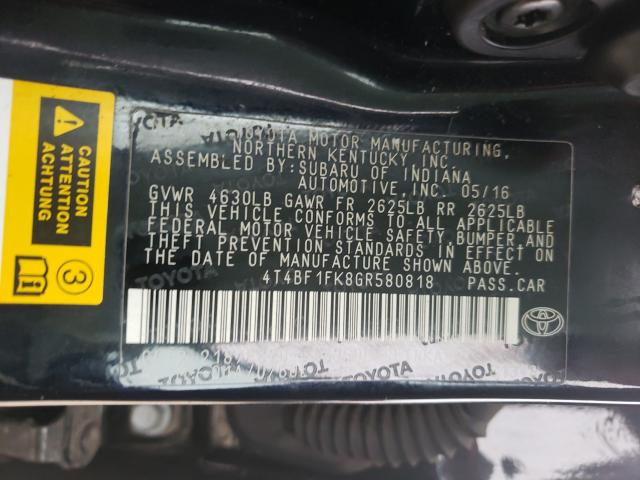 TOYOTA MOTOR MANUFACTURING,
NORTHERN KENTUCKY, INC.
ASSEMBLED BY: SUBARU OF INDIANA
AUTOMOTIVE, INC. 05/16
GVWR 4630LB GAWR FR 2625LB RR 2625LB
THIS VEHICLE CONFORMS TO ALL APPLICABLE
FEDERAL MOTOR VEHICLE SAFETY, BUMPER, AND
THEFT PREVENTION STANDARDS IN EFFECT ON
THE DATE OF MANUFACTURE SHOWN ABOVE.
4T4BF1FK8GR580818 PASS.CAR
TOYOTA
TOYOTA
CAUTION
ATTENTION
3